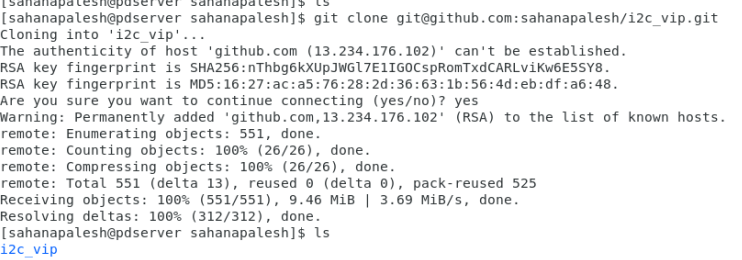 [sahanapalesh@pdserver sahanapalesh]$ ls
[sahanapalesh@pdserver sahanapalesh]$ git clone git@github.com:sahanapalesh/i2c_vip.git
Cloning into 'i2c_vip'...
The authenticity of host 'github.com (13.234.176.102)' can't be established.
RSA key fingerprint is SHA256:nThbg6kXUpJWGl7E1IGOCspRomTxdCARLviKw6E5SY8.
RSA key fingerprint is MD5:16:27:ac:a5:76:28:2d:36:63:1b:56:4d:eb:df:a6:48.
Are you sure you want to continue connecting (yes/no)? yes
Warning: Permanently added 'github.com,13.234.176.102' (RSA) to the list of known hosts.
remote: Enumerating objects: 551, done.
remote: Counting objects: 100% (26/26), done.
remote: Compressing objects: 100% (26/26), done.
remote: Total 551 (delta 13), reused 0 (delta 0), pack-reused 525
Receiving objects: 100% (551/551), 9.46 MiB | 3.69 MiB/s, done.
Resolving deltas: 100% (312/312), done.
[sahanapalesh@pdserver sahanapalesh]$ ls
i2c_vip